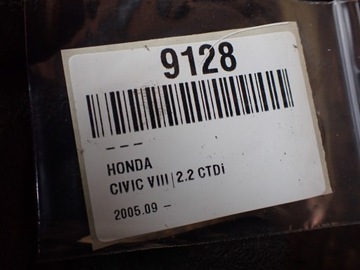 9128
– – –
HONDA
CIVIC VIII | 2.2 CTDi
2005.09 –